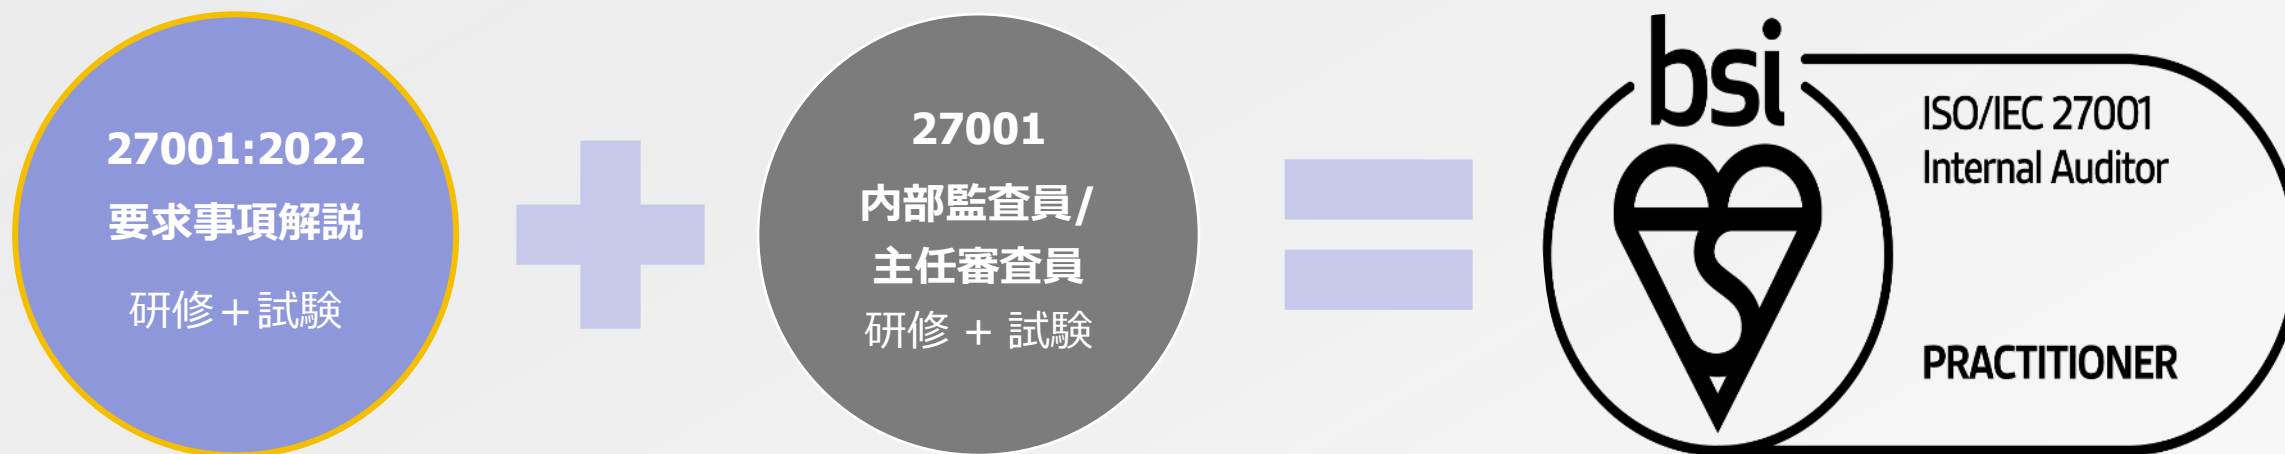 27001:2022
要求事項解説
研修＋試験
27001
内部監査員/
主任審査員
研修 + 試験
bsi
ISO/IEC 27001
Internal Auditor
PRACTITIONER